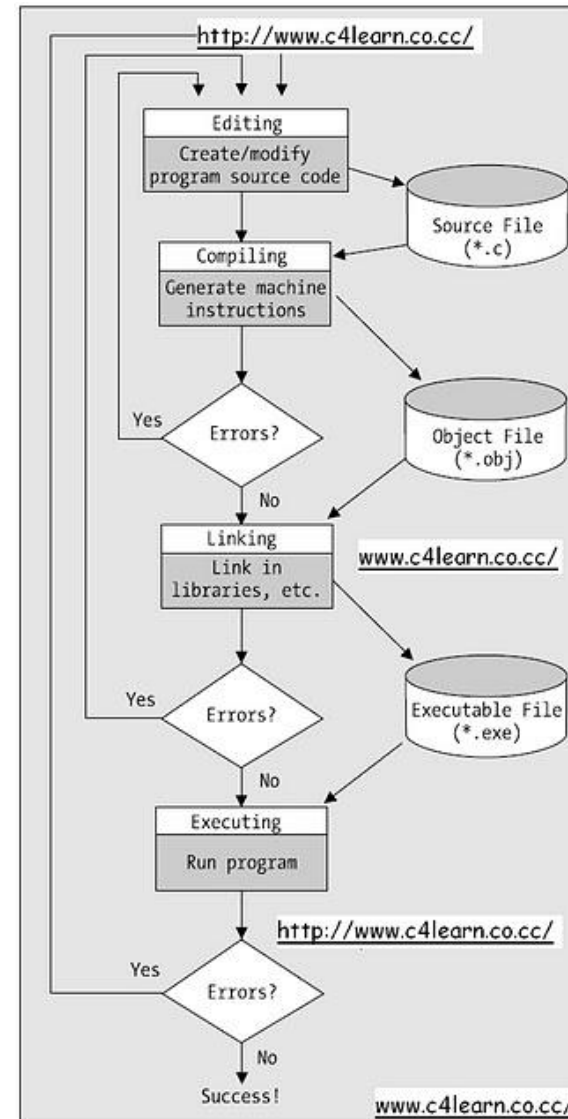 http://www.c4learn.co.cc/
Editing
Create/modify
program source code
Source File
(*.c)
Compiling
Generate machine
instructions
Yes
Errors?
Object File
(*.obj)
No
Linking
Link in
libraries, etc.
www.c4learn.co.cc/
Yes
Errors?
Executable File
(*.exe)
No
Executing
Run program
http://www.c4learn.co.cc/
Yes
Errors?
No
Success!
www.c4learn.co.cc/